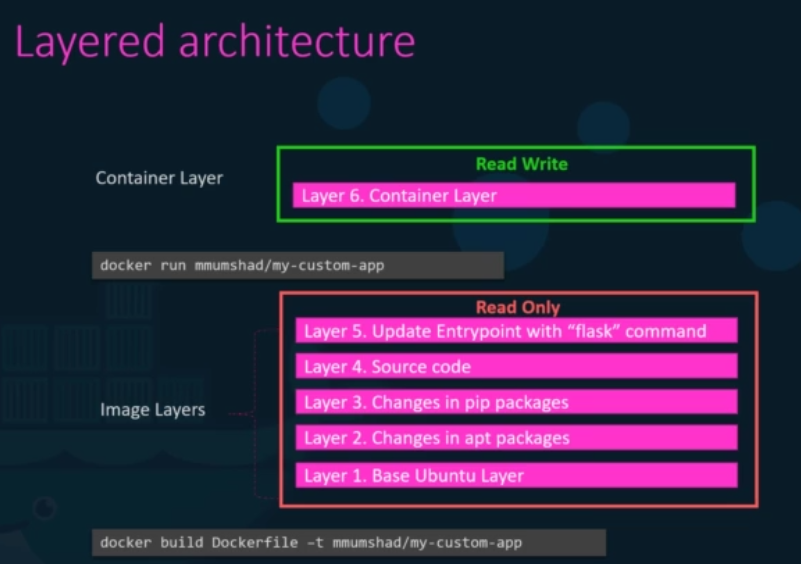 Layered architecture
Read Write
Container Layer
Layer 6. Container Layer
docker run mmumshad/my-custom-app
Read Only
Layer 5. Update Entrypoint with “flask” command
Layer 4. Source code
Layer 3. Changes in pip packages
Image Layers
Layer 2. Changes in apt packages
Layer 1. Base Ubuntu Layer
docker build Dockerfile –t mmumshad/my-custom-app